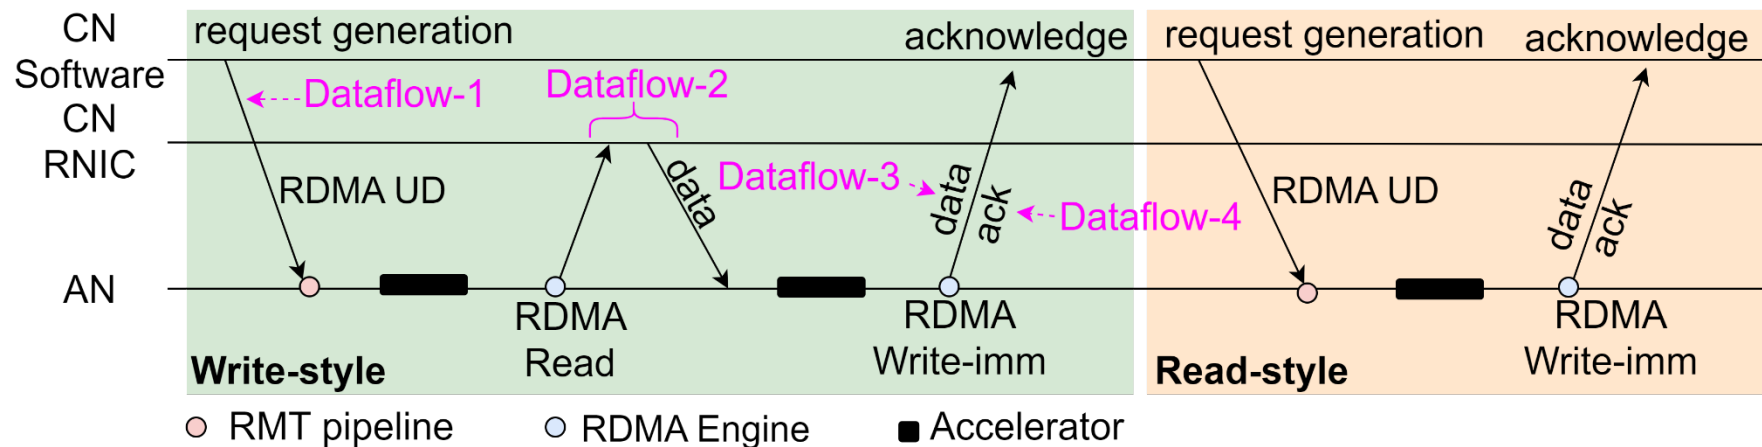 CN
Software
CN
RNIC
AN
request generation
acknowledge
Dataflow-1
Dataflow-2
RDMA UD
data
Dataflow-3
data
ack
Dataflow-4
RDMA
Read
RDMA
Write-imm
Write-style
request generation
acknowledge
RDMA UD
data
ack
RDMA
Write-imm
Read-style
RMT pipeline
RDMA Engine
Accelerator